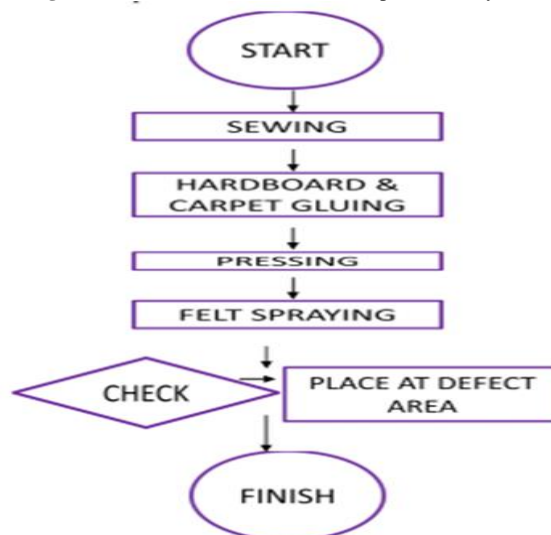 START
SEWING
HARDBOARD &
CARPET GLUING
PRESSING
FELT SPRAYING
CHECK
PLACE AT DEFECT
AREA
FINISH